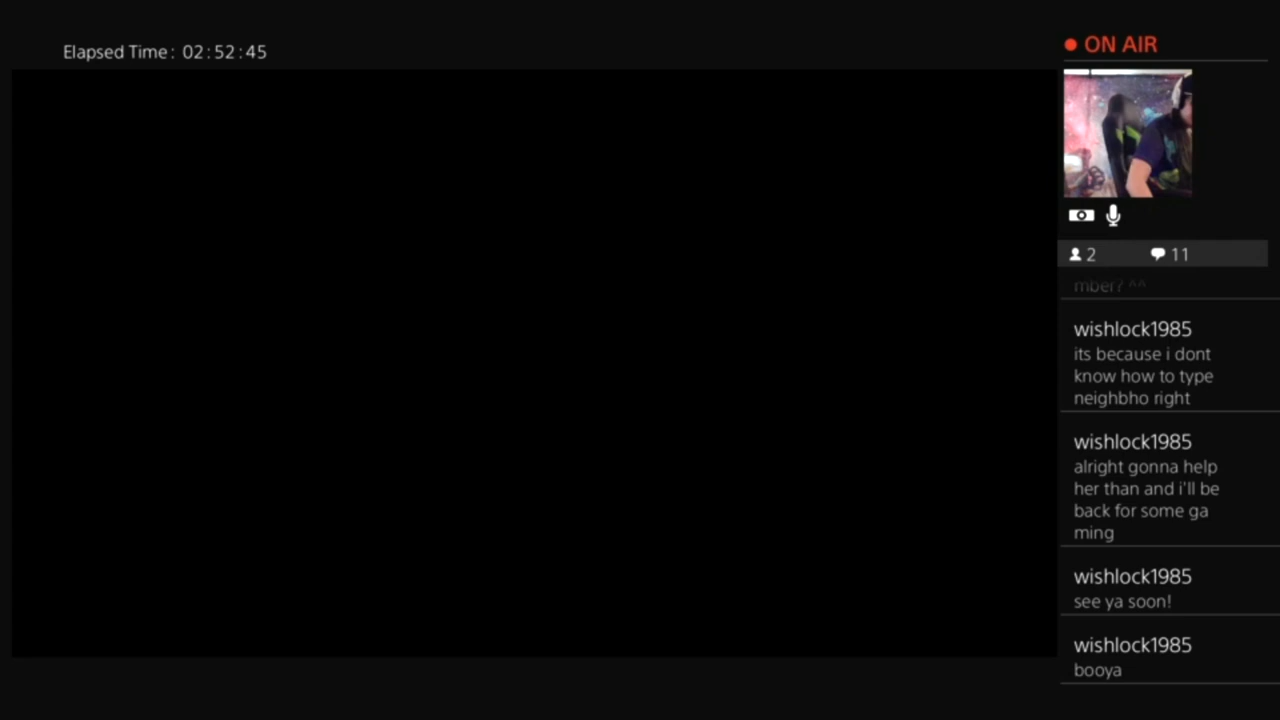 Elapsed Time: 02:52:45
ON AIR
2
11
mber? ^^
wishlock1985
its because i dont
know how to type
neighbho right
wishlock1985
alright gonna help
her than and i'll be
back for some ga
ming
wishlock1985
see ya soon!
wishlock1985
booya